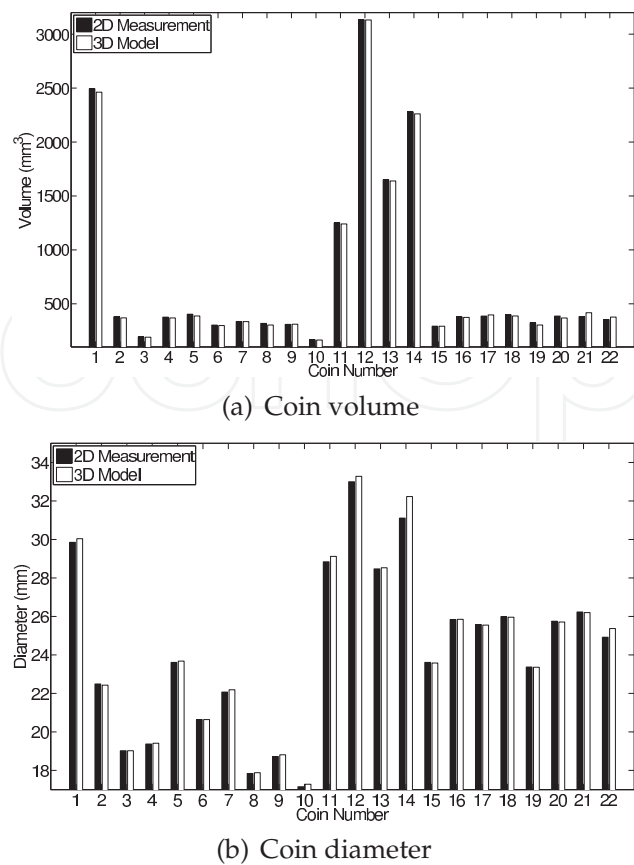 2D Measurement
3D Model
3000
2500
2000
1500
1000
500
Volume (mm³)
1 2 3 4 5 6 7 8 9 10 11 12 13 14 15 16 17 18 19 20 21 22
Coin Number
(a) Coin volume
2D Measurement
3D Model
34
32
30
28
26
24
22
20
18
Diameter (mm)
1 2 3 4 5 6 7 8 9 10 11 12 13 14 15 16 17 18 19 20 21 22
Coin Number
(b) Coin diameter